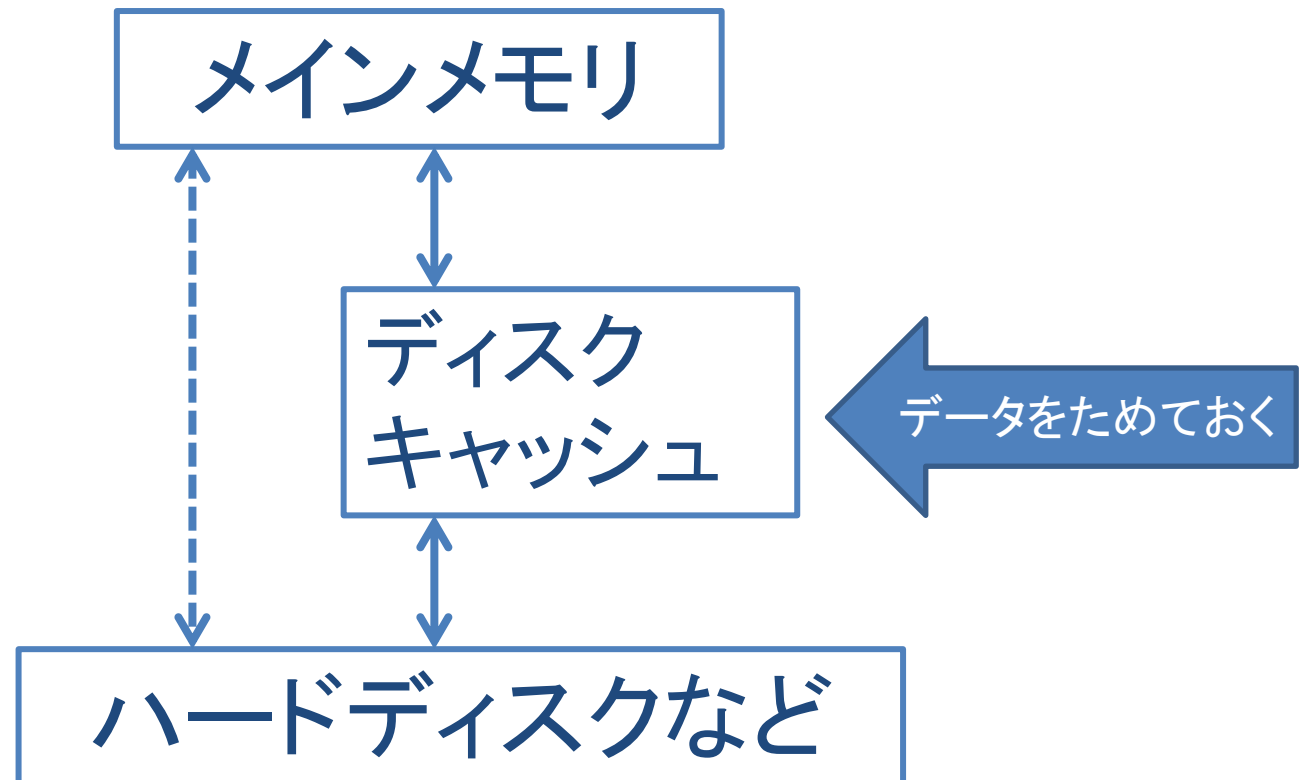 メインメモリ
ディスク
キャッシュ
データをためておく
ハードディスクなど